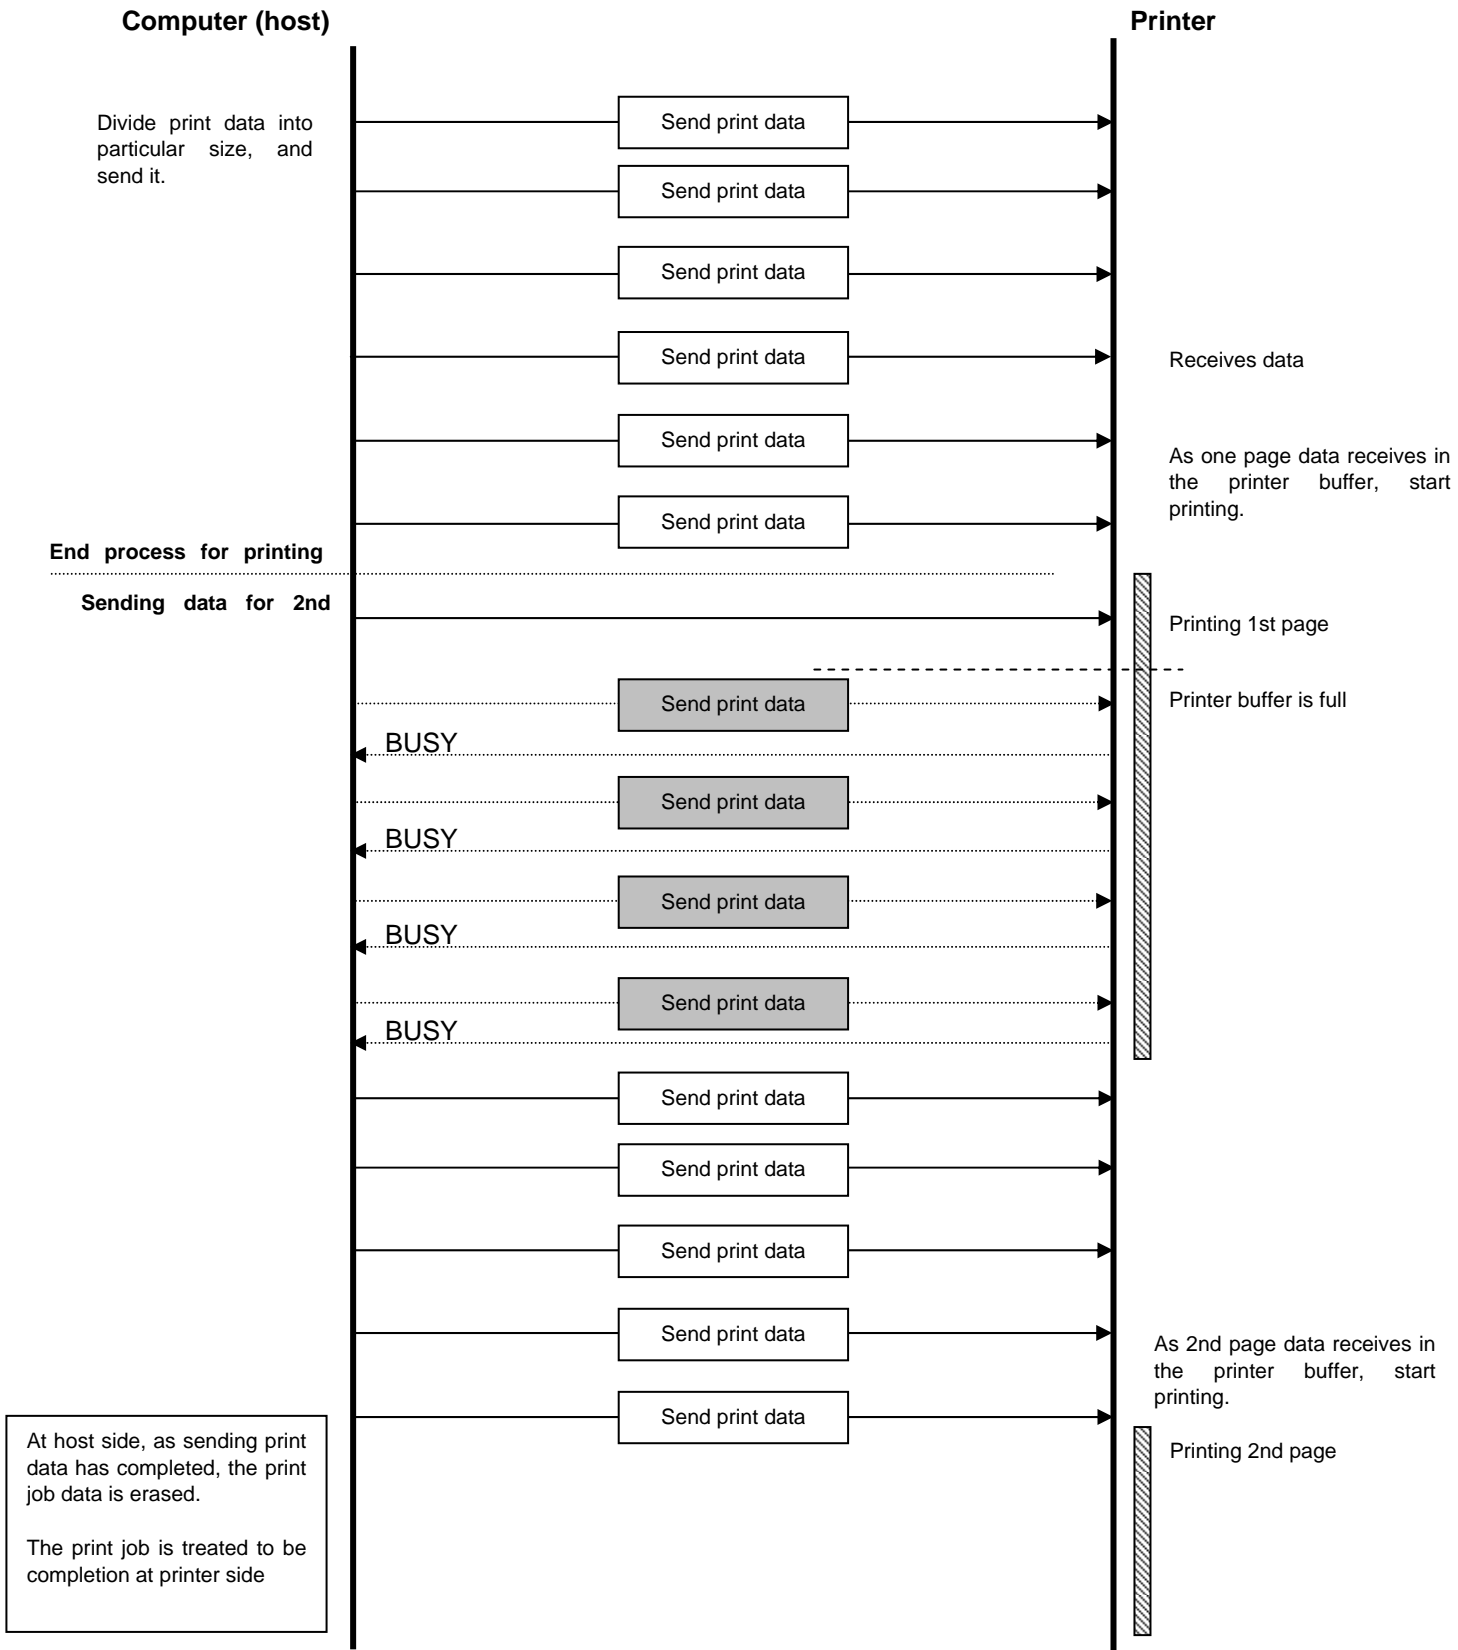 Computer (host)
Printer
Divide print data into
particular size, and
send it.
Send print data
Send print data
Send print data
Send print data
Receives data
Send print data
As one page data receives in
the printer buffer, start
printing.
Send print data
End process for printing
Sending data for 2nd
Printing 1st page
Send print data
Printer buffer is full
BUSY
Send print data
BUSY
Send print data
BUSY
Send print data
BUSY
Send print data
Send print data
Send print data
Send print data
As 2nd page data receives in
the printer buffer, start
printing.
Send print data
At host side, as sending print
data has completed, the print
job data is erased.
The print job is treated to be
completion at printer side
Printing 2nd page